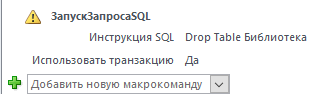 ЗапускЗапросаSQL
Инструкция SQL Drop Table Библиотека
Использовать транзакцию Да
Добавить новую макрокоманду